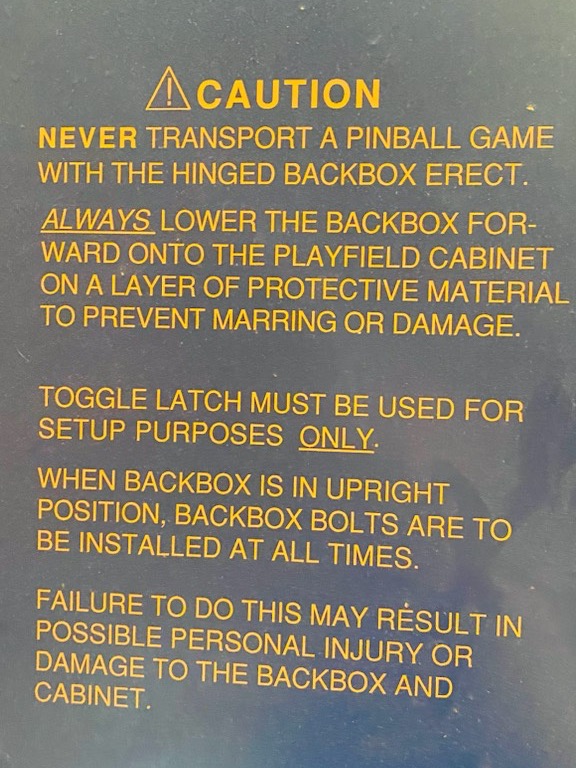 CAUTION
NEVER TRANSPORT A PINBALL GAME
WITH THE HINGED BACKBOX ERECT.
ALWAYS LOWER THE BACKBOX FOR-
WARD ONTO THE PLAYFIELD CABINET
ON A LAYER OF PROTECTIVE MATERIAL
TO PREVENT MARRING OR DAMAGE.
TOGGLE LATCH MUST BE USED FOR
SETUP PURPOSES ONLY.
WHEN BACKBOX IS IN UPRIGHT
POSITION, BACKBOX BOLTS ARE TO
BE INSTALLED AT ALL TIMES.
FAILURE TO DO THIS MAY RESULT IN
POSSIBLE PERSONAL INJURY OR
DAMAGE TO THE BACKBOX AND
CABINET.